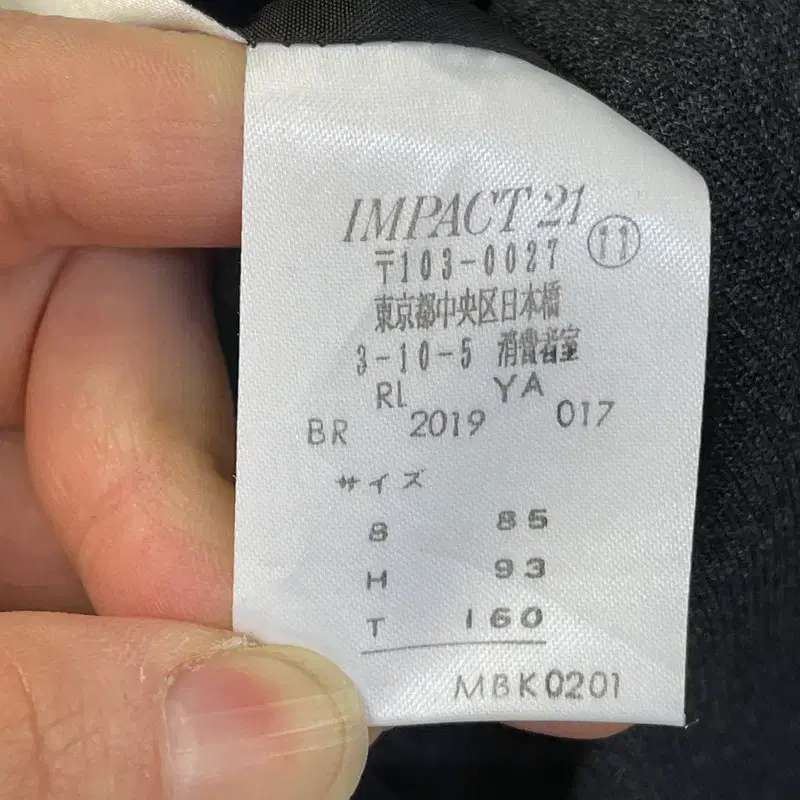 IMPACT 21 ⑪
〒103-0027
東京都中央区日本橋
3-10-5 消費者室
RL YA
BR 2019 017
サイズ
B 85
H 93
T 160
MBK0201